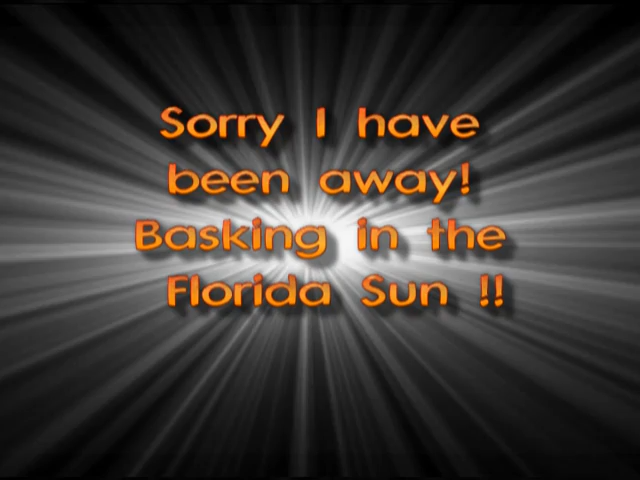 Sorry I have
been away!
Basking in the
Florida Sun !!